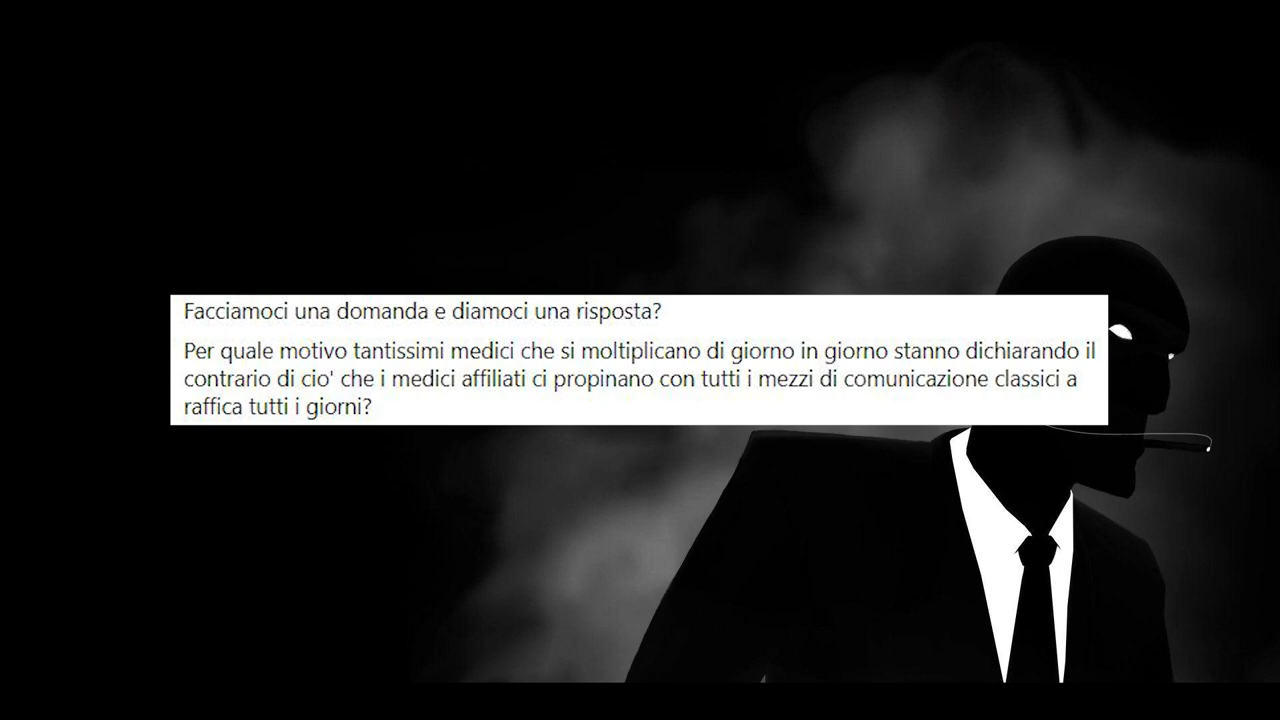 Facciamoci una domanda e diamoci una risposta?
Per quale motivo tantissimi medici che si moltiplicano di giorno in giorno stanno dichiarando il
contrario di cio' che i medici affiliati ci propinano con tutti i mezzi di comunicazione classici a
raffica tutti i giorni?